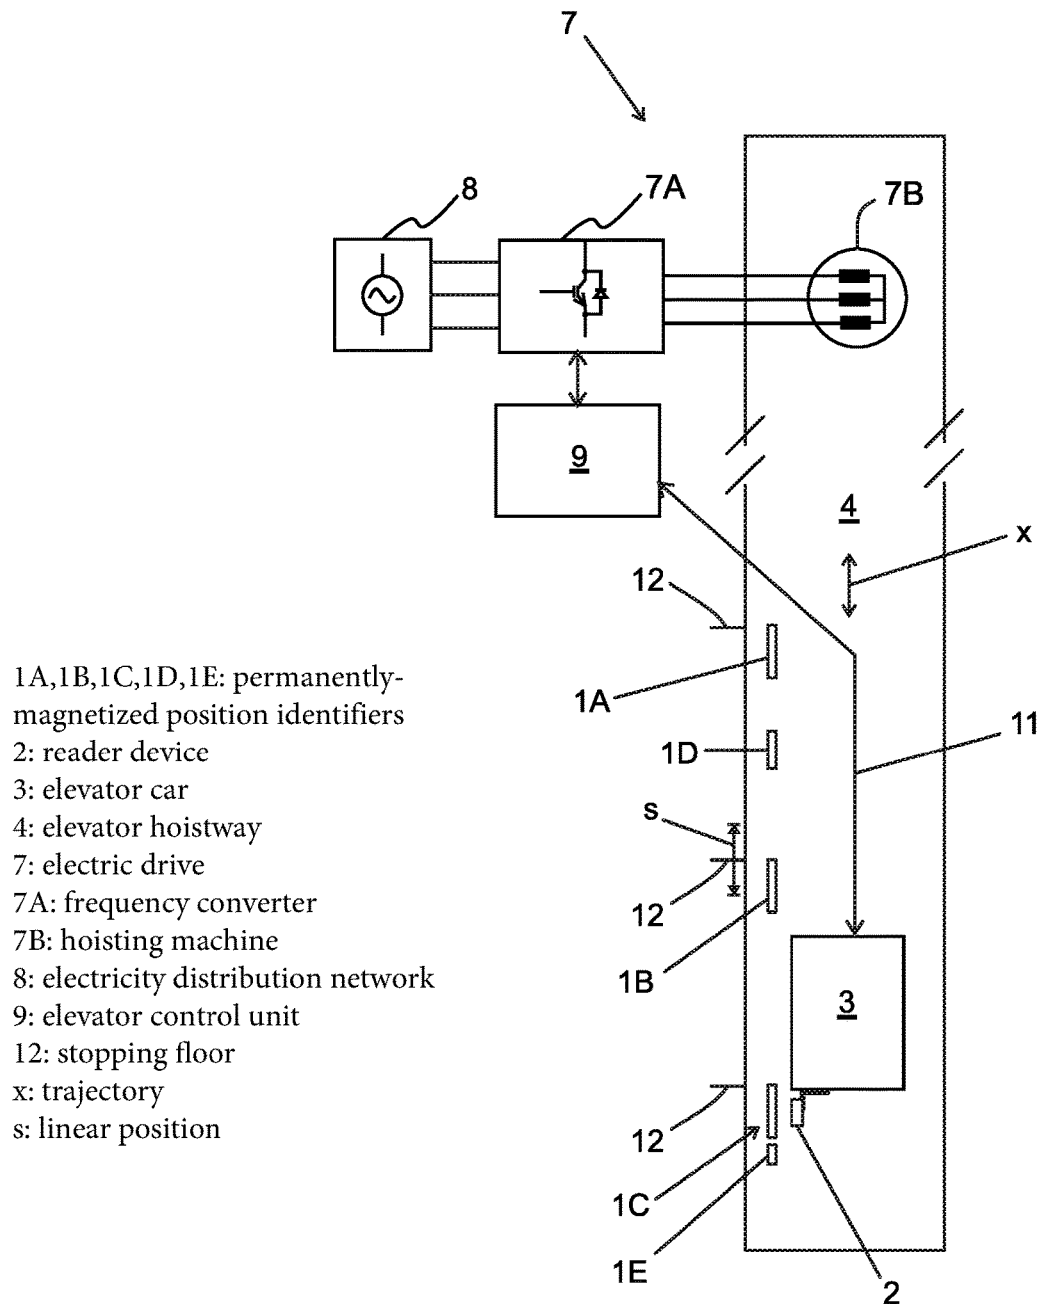 7
8
7A
7B
9
4
x
12
1A
1D
11
s
12
1B
3
12
1C
1E
2
1A,1B,1C,1D,1E: permanently-
magnetized position identifiers
2: reader device
3: elevator car
4: elevator hoistway
7: electric drive
7A: frequency converter
7B: hoisting machine
8: electricity distribution network
9: elevator control unit
12: stopping floor
x: trajectory
s: linear position